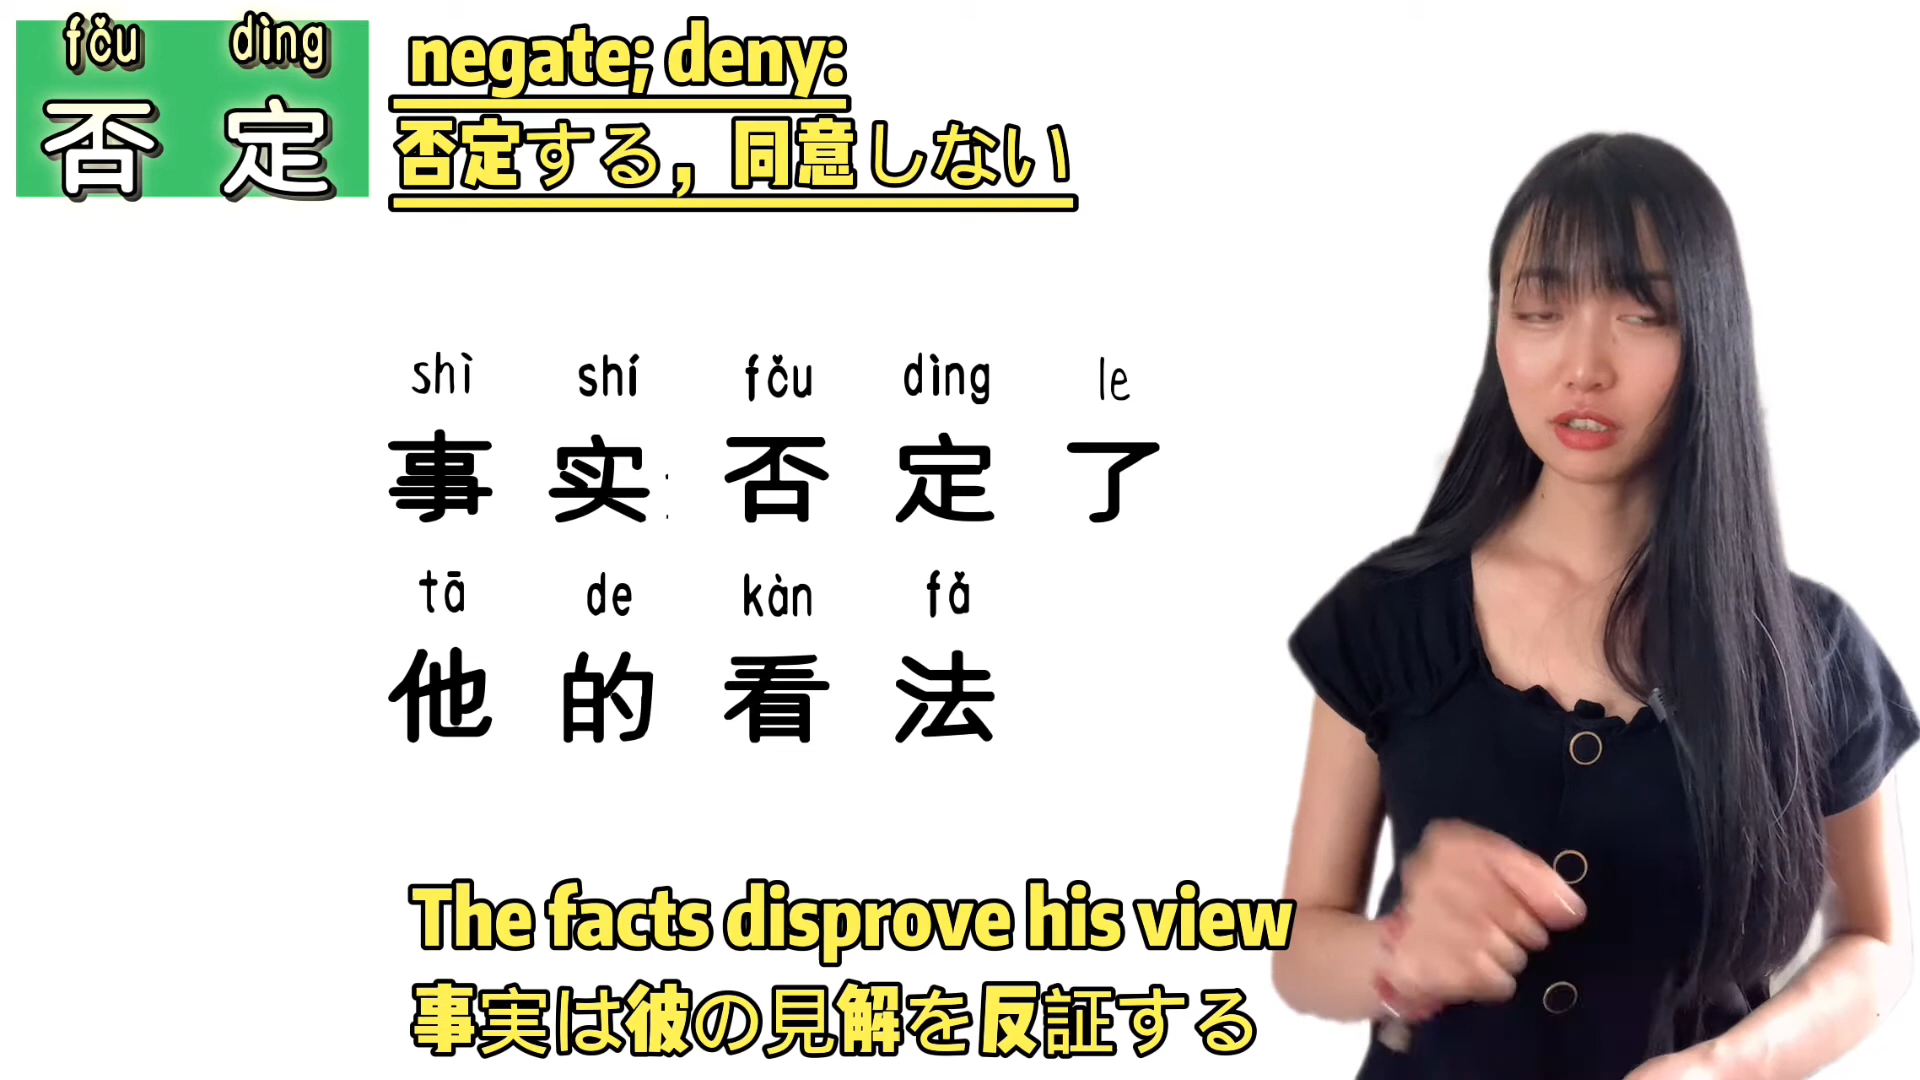 fǒu dìng
否定
negate; deny:
否定する，同意しない
shì shí fǒu dìng le
事实否定了
tā de kàn fǎ
他的看法
The facts disprove his view
事実は彼の見解を反証する